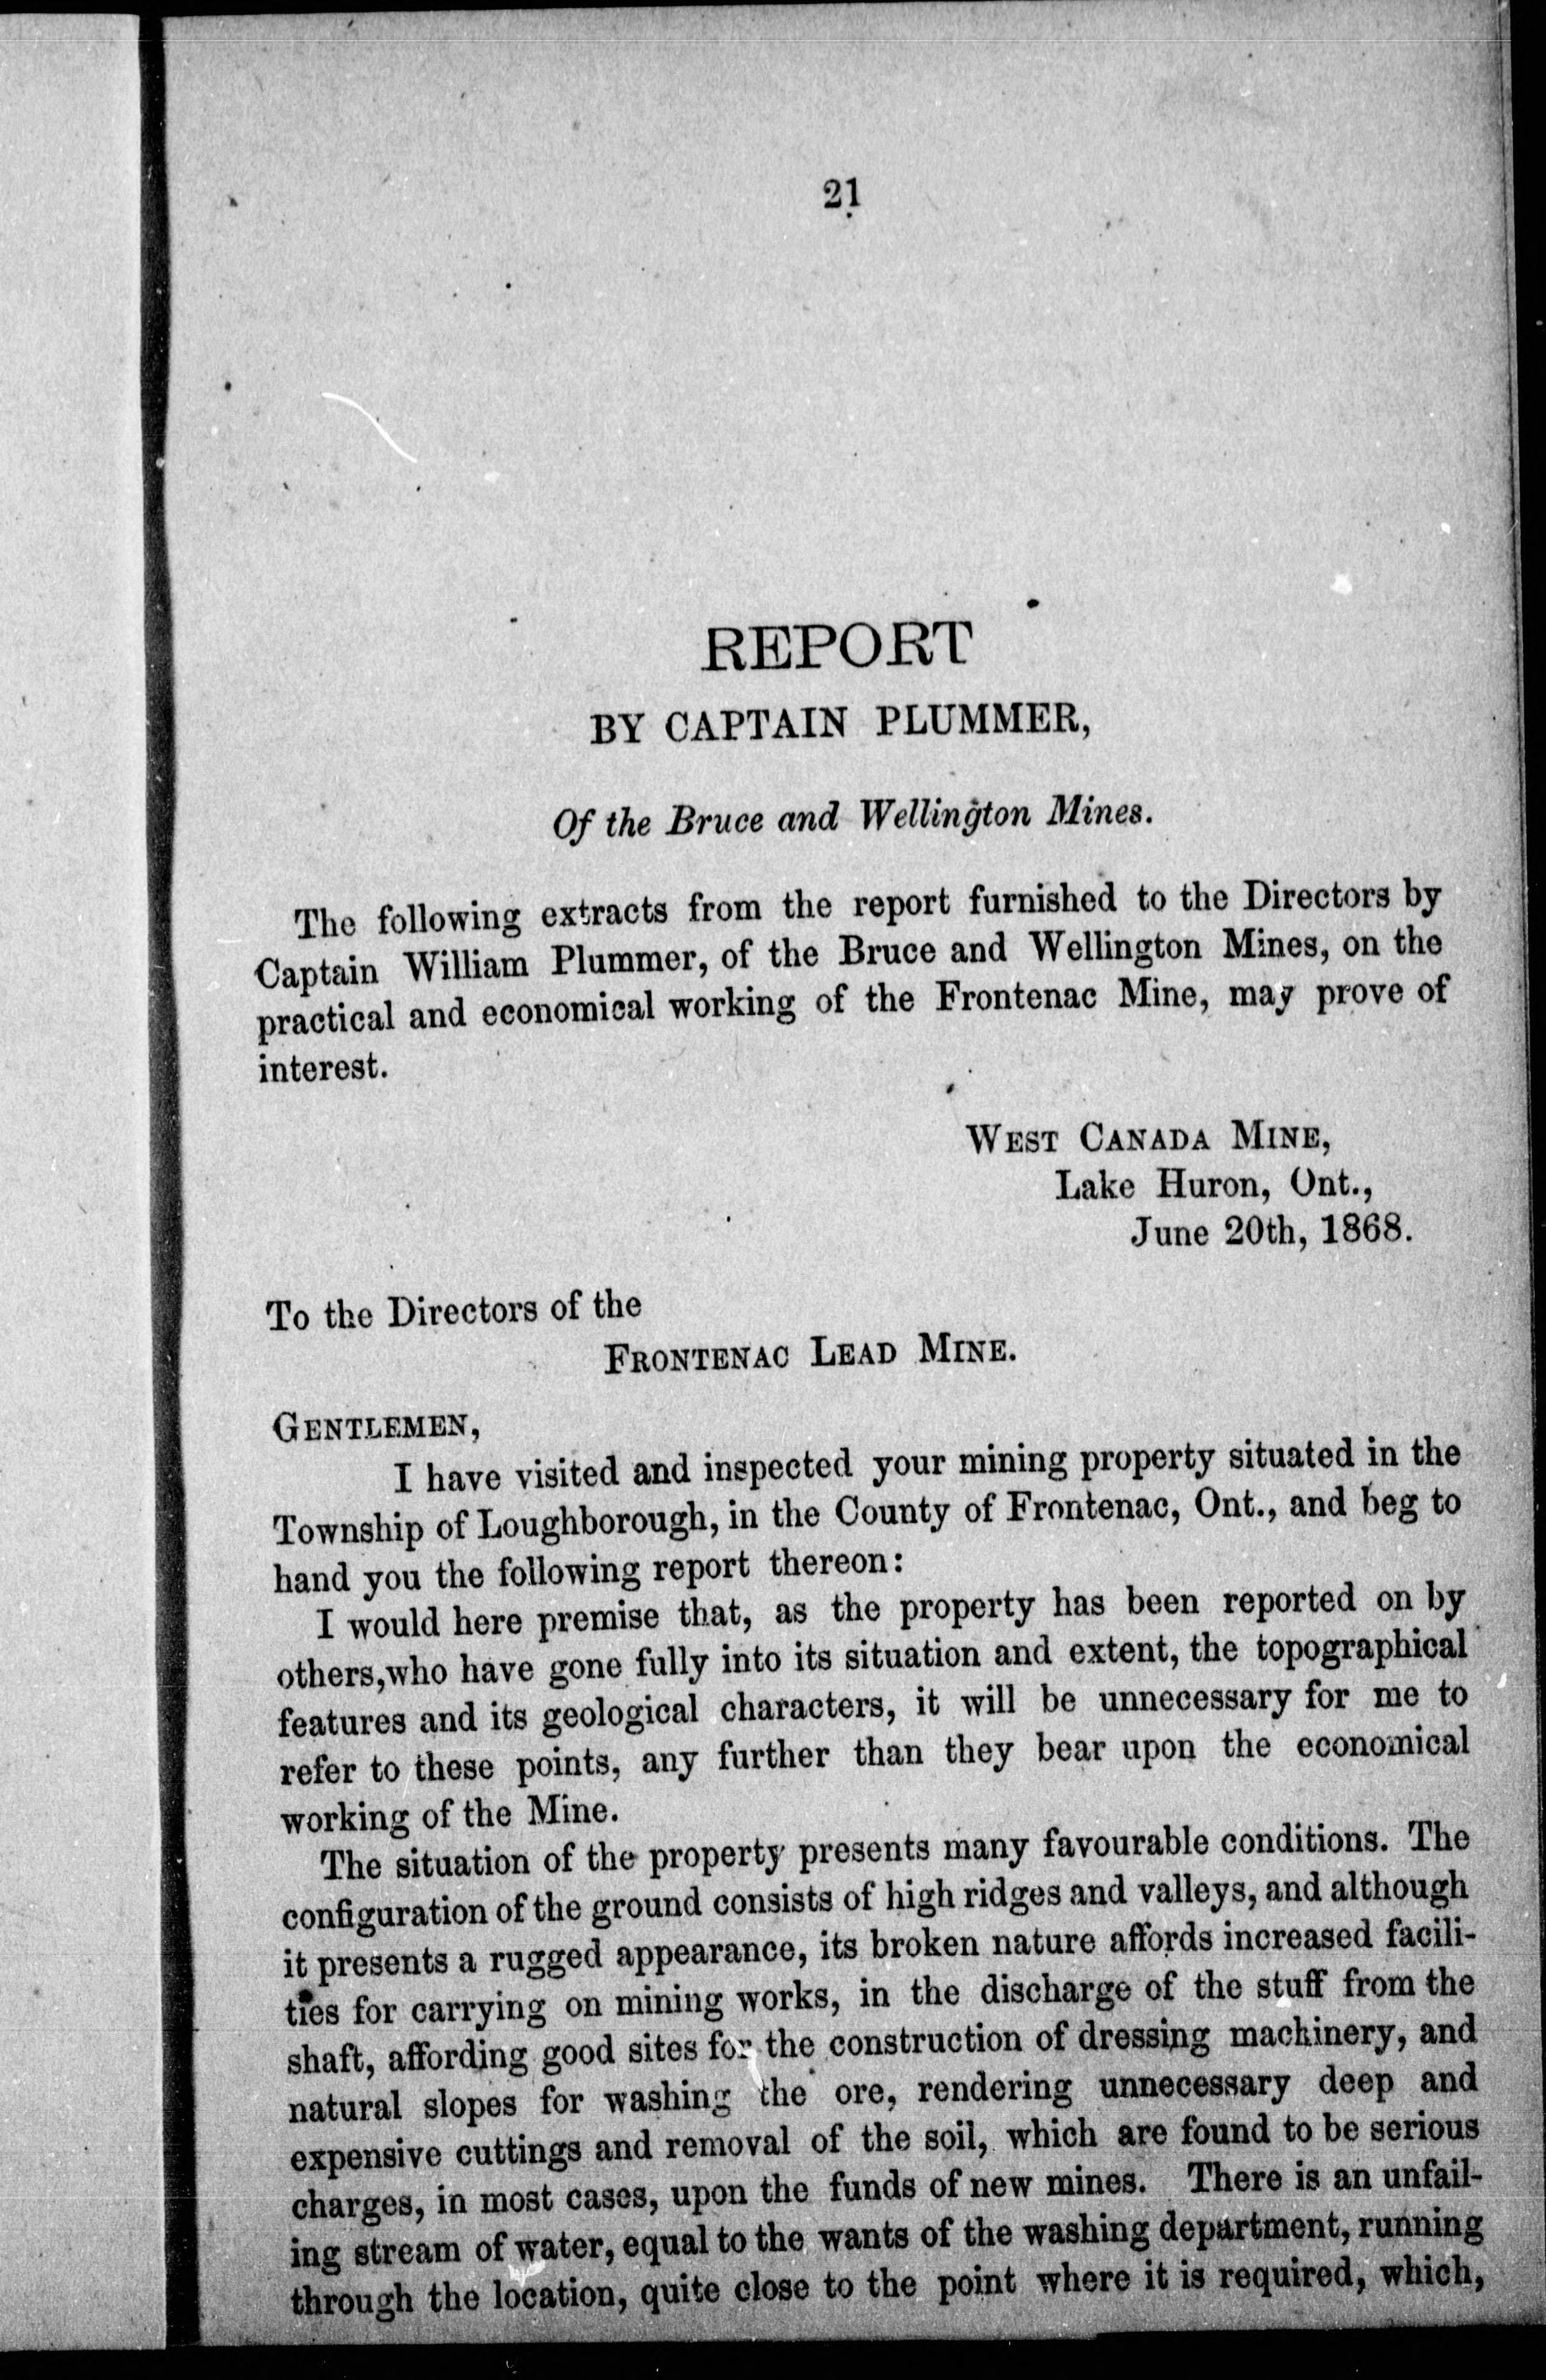 21
REPORT
BY CAPTAIN PLUMMER,
Of the Bruce and Wellington Mines.
The following extracts from the report furnished to the Directors by
Captain William Plummer, of the Bruce and Wellington Mines, on the
practical and economical working of the Frontenac Mine, may prove of
interest.
WEST CANADA MINE,
Lake Huron, Ont.,
June 20th, 1868.
To the Directors of the
FRONTENAC LEAD MINE.
GENTLEMEN,
I have visited and inspected your mining property situated in the
Township of Loughborough, in the County of Frontenac, Ont., and beg to
hand you the following report thereon:
I would here premise that, as the property has been reported on by
others,who have gone fully into its situation and extent, the topographical
features and its geological characters, it will be unnecessary for me to
refer to these points, any further than they bear upon the economical
working of the Mine.
The situation of the property presents many favourable conditions. The
configuration of the ground consists of high ridges and valleys, and although
it presents a rugged appearance, its broken nature affords increased facili-
ties for carrying on mining works, in the discharge of the stuff from the
shaft, affording good sites for the construction of dressing machinery, and
natural slopes for washing the ore, rendering unnecessary deep and
expensive cuttings and removal of the soil, which are found to be serious
charges, in most cases, upon the funds of new mines. There is an unfail-
ing stream of water, equal to the wants of the washing department, running
through the location, quite close to the point where it is required, which,